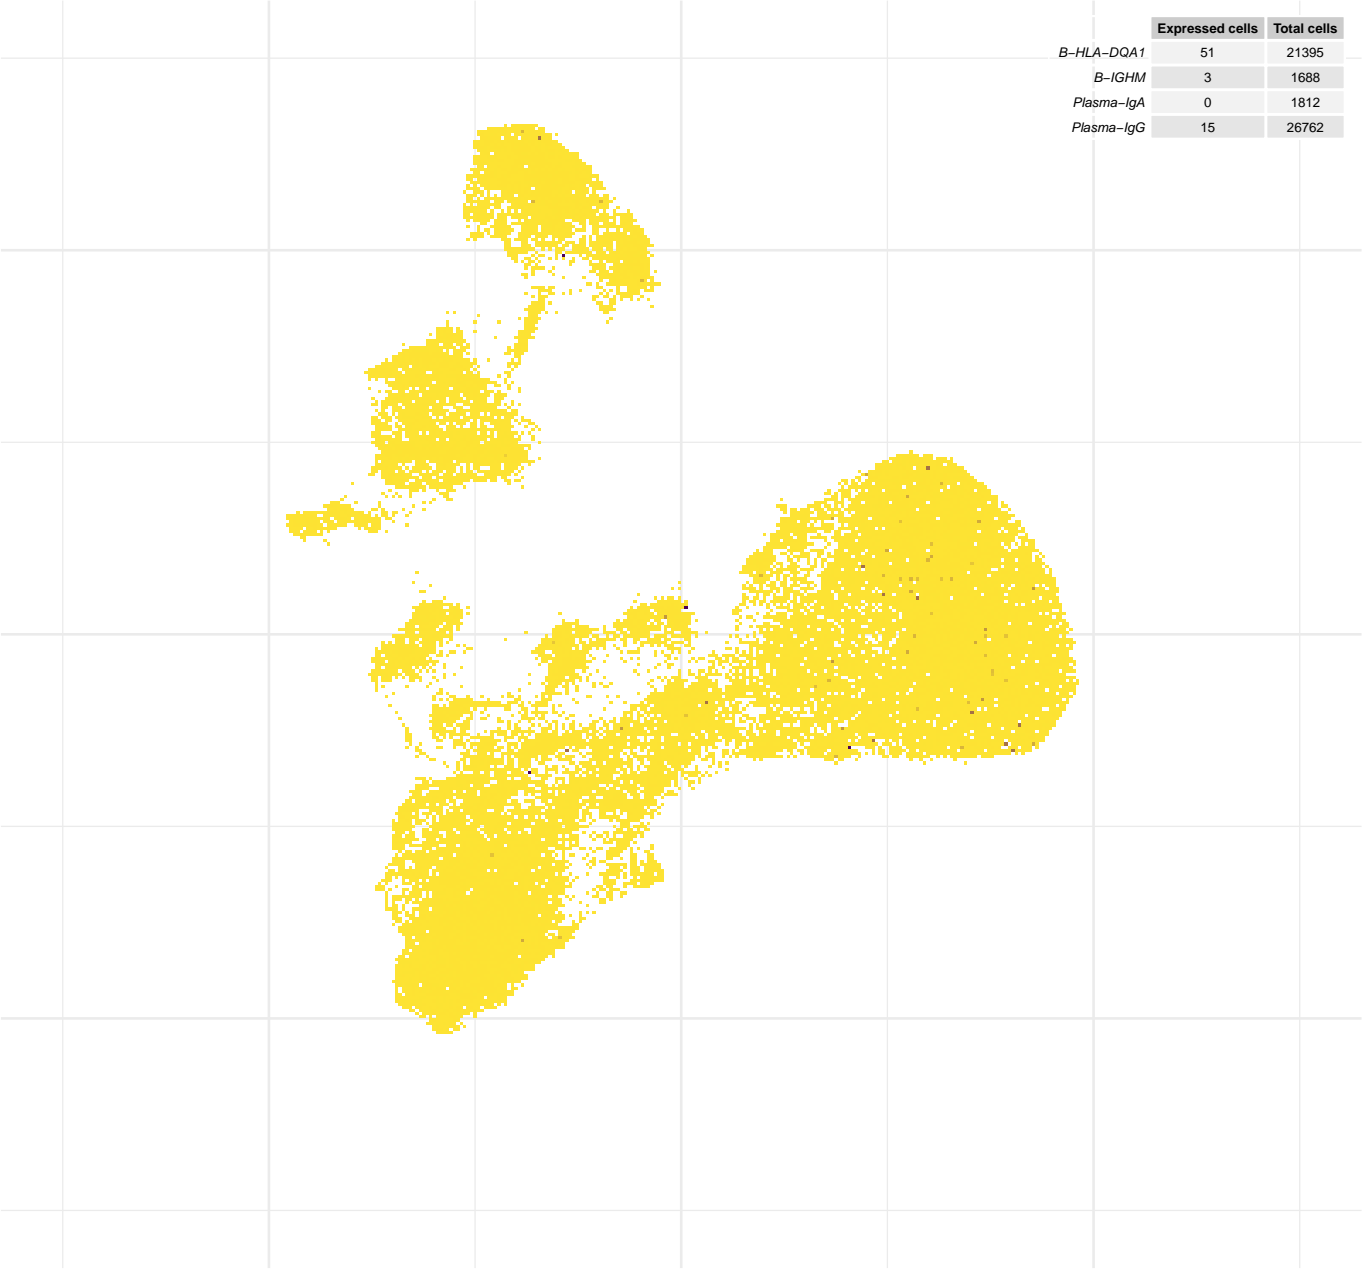 Expressed cells Total cells
B−HLA−DQA1 51 21395
B−IGHM 3 1688
Plasma−IgA 0 1812
Plasma−IgG 15 26762